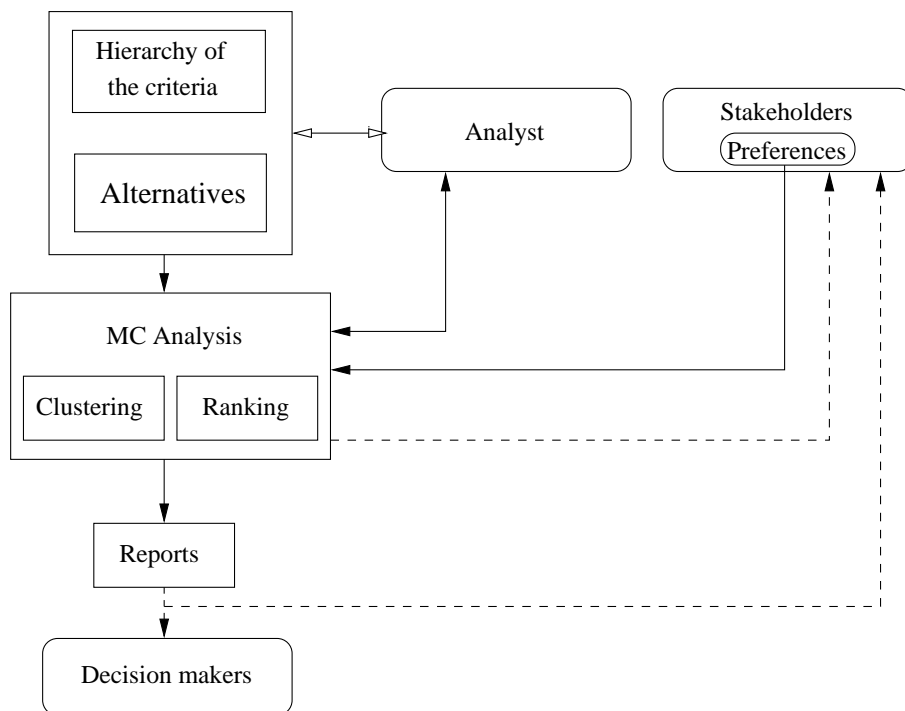 Hierarchy of
the criteria
Alternatives
Analyst
Stakeholders
Preferences
MC Analysis
Clustering
Ranking
Reports
Decision makers